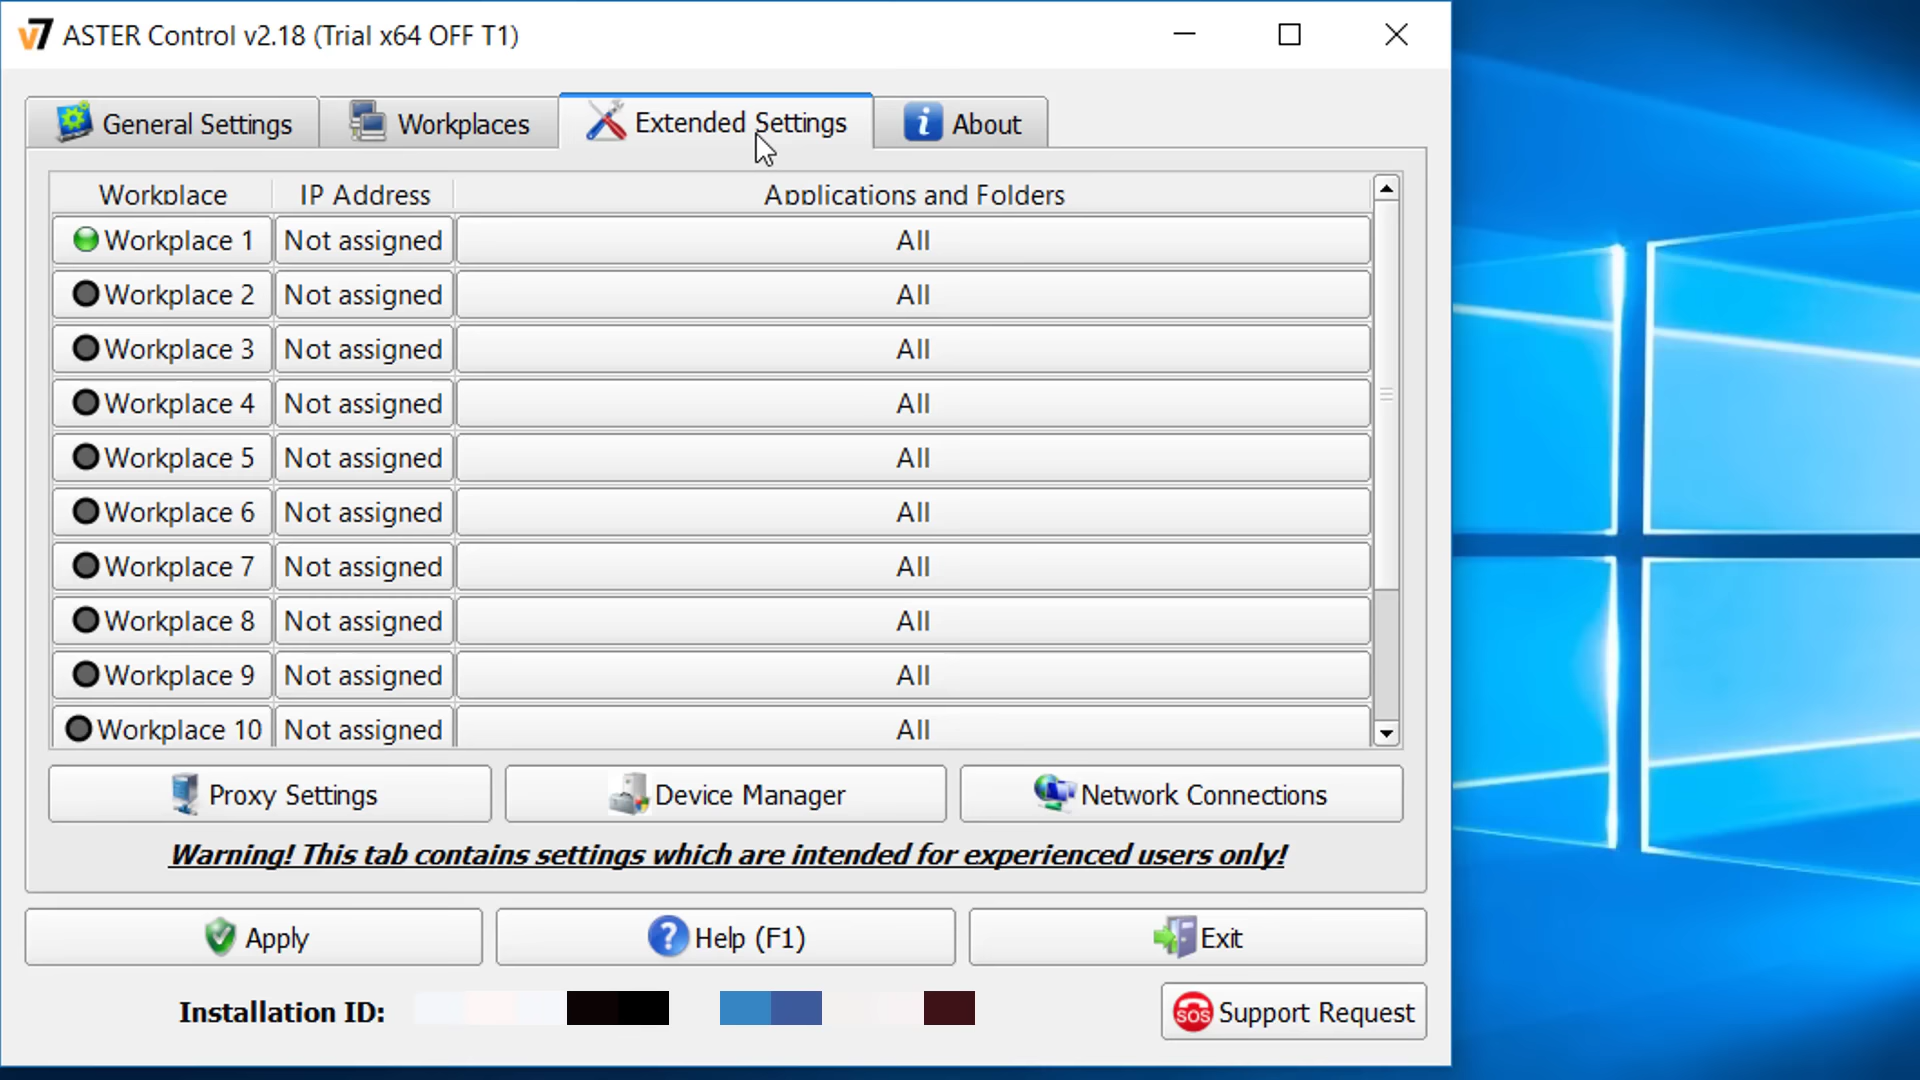 v7 ASTER Control v2.18 (Trial x64 OFF T1)
General Settings Workplaces Extended Settings i About
Workplace IP Address Applications and Folders
Workplace 1 Not assigned All
Workplace 2 Not assigned All
Workplace 3 Not assigned All
Workplace 4 Not assigned All
Workplace 5 Not assigned All
Workplace 6 Not assigned All
Workplace 7 Not assigned All
Workplace 8 Not assigned All
Workplace 9 Not assigned All
Workplace 10 Not assigned All
Proxy Settings Device Manager Network Connections
Warning! This tab contains settings which are intended for experienced users only!
Apply ? Help (F1) Exit
Installation ID: SOS Support Request